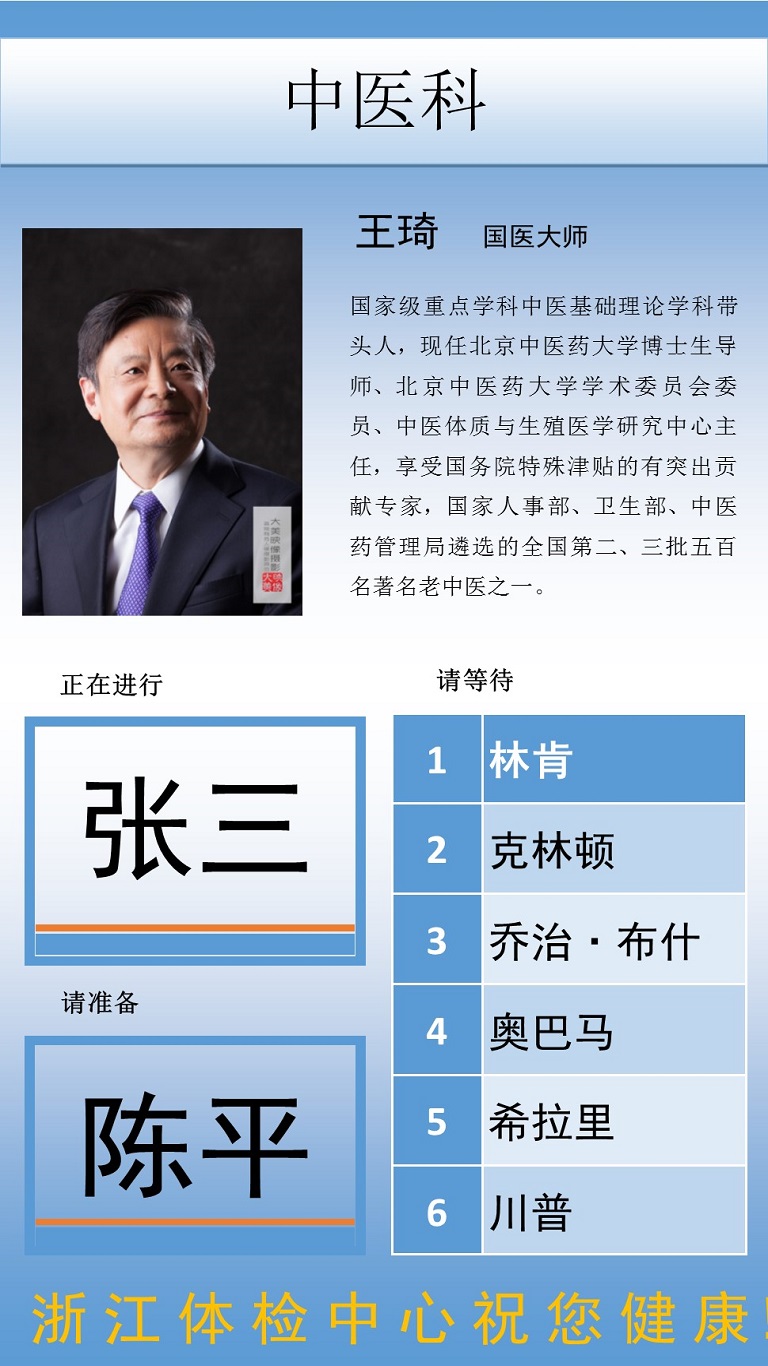 中医科
王琦 国医大师
国家级重点学科中医基础理论学科带
头人，现任北京中医药大学博士生导
师、北京中医药大学学术委员会委
员、中医体质与生殖医学研究中心主
任，享受国务院特殊津贴的有突出贡
献专家，国家人事部、卫生部、中医
药管理局遴选的全国第二、三批五百
名著名老中医之一。
大美映像摄影
正在进行
张三
请准备
陈平
请等待
1 林肯
2 克林顿
3 乔治·布什
4 奥巴马
5 希拉里
6 川普
浙江体检中心祝您健康!